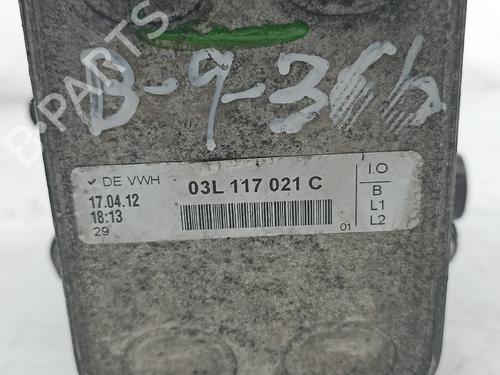 B-PARTS
B-9-36h
✓ DE VWH
17.04.12
18:13
29
03L 117 021 C
01
I.O
B
L1
L2